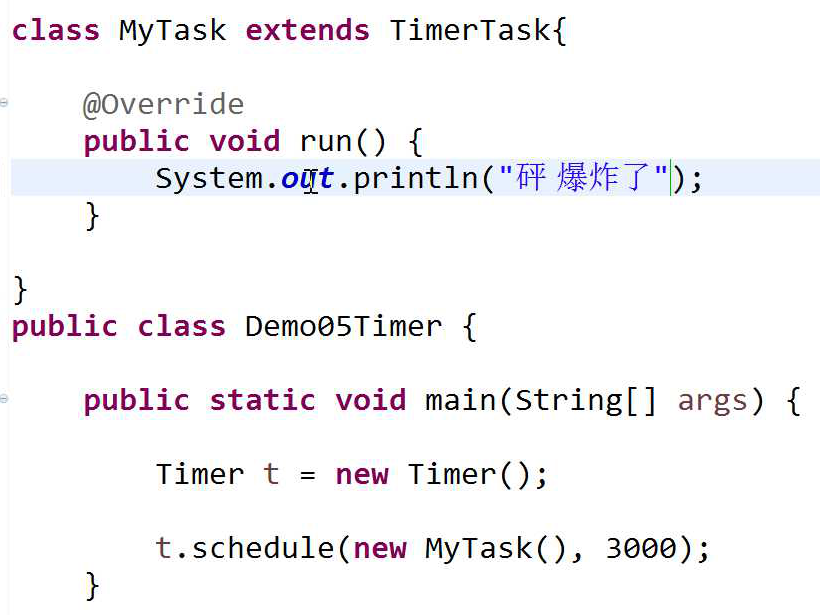 class MyTask extends TimerTask{
@Override
public void run() {
System.out.println("砰 爆炸了");
}
}
public class Demo05Timer {
public static void main(String[] args) {
Timer t = new Timer();
t.schedule(new MyTask(), 3000);
}